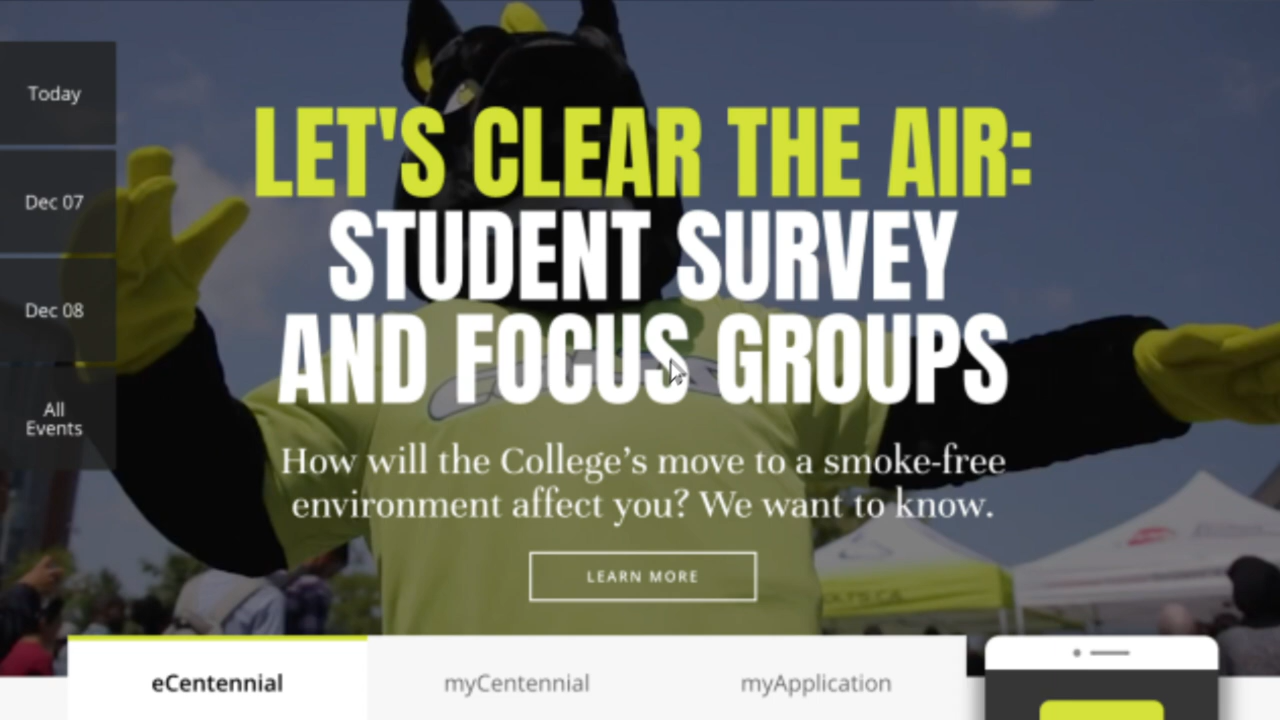 Today
Dec 07
Dec 08
All
Events
LET'S CLEAR THE AIR:
STUDENT SURVEY
AND FOCUS GROUPS
How will the College’s move to a smoke-free
environment affect you? We want to know.
LEARN MORE
eCentennial
myCentennial
myApplication